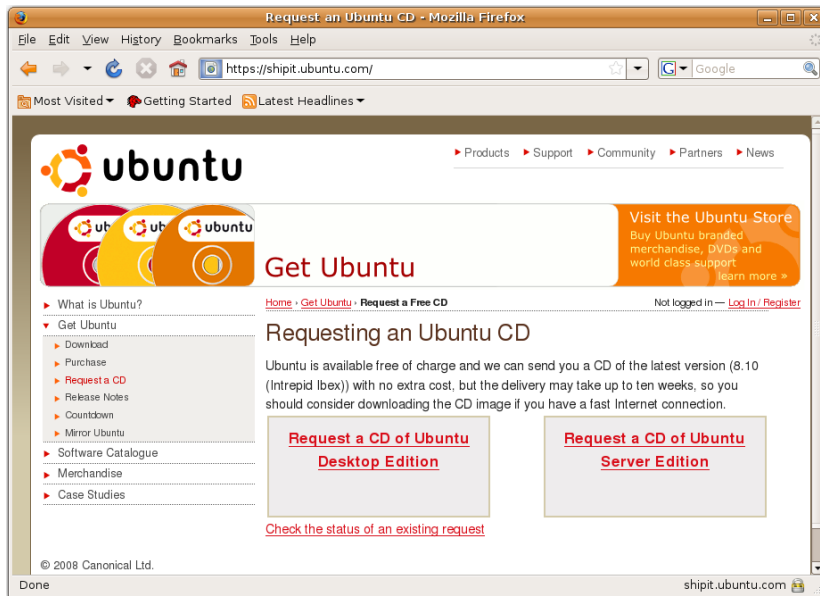 Request an Ubuntu CD - Mozilla Firefox
File Edit View History Bookmarks Tools Help
https://shipit.ubuntu.com/ G Google
Most Visited Getting Started Latest Headlines
ubuntu
Products Support Community Partners News
ub ub ubuntu
Get Ubuntu
Visit the Ubuntu Store
Buy Ubuntu branded
merchandise, DVDs and
world class support
learn more »
What is Ubuntu?
Get Ubuntu
Download
Purchase
Request a CD
Release Notes
Countdown
Mirror Ubuntu
Software Catalogue
Merchandise
Case Studies
Home › Get Ubuntu › Request a Free CD Not logged in — Log In / Register
Requesting an Ubuntu CD
Ubuntu is available free of charge and we can send you a CD of the latest version (8.10
(Intrepid Ibex)) with no extra cost, but the delivery may take up to ten weeks, so you
should consider downloading the CD image if you have a fast Internet connection.
Request a CD of Ubuntu
Desktop Edition
Request a CD of Ubuntu
Server Edition
Check the status of an existing request
© 2008 Canonical Ltd.
Done shipit.ubuntu.com